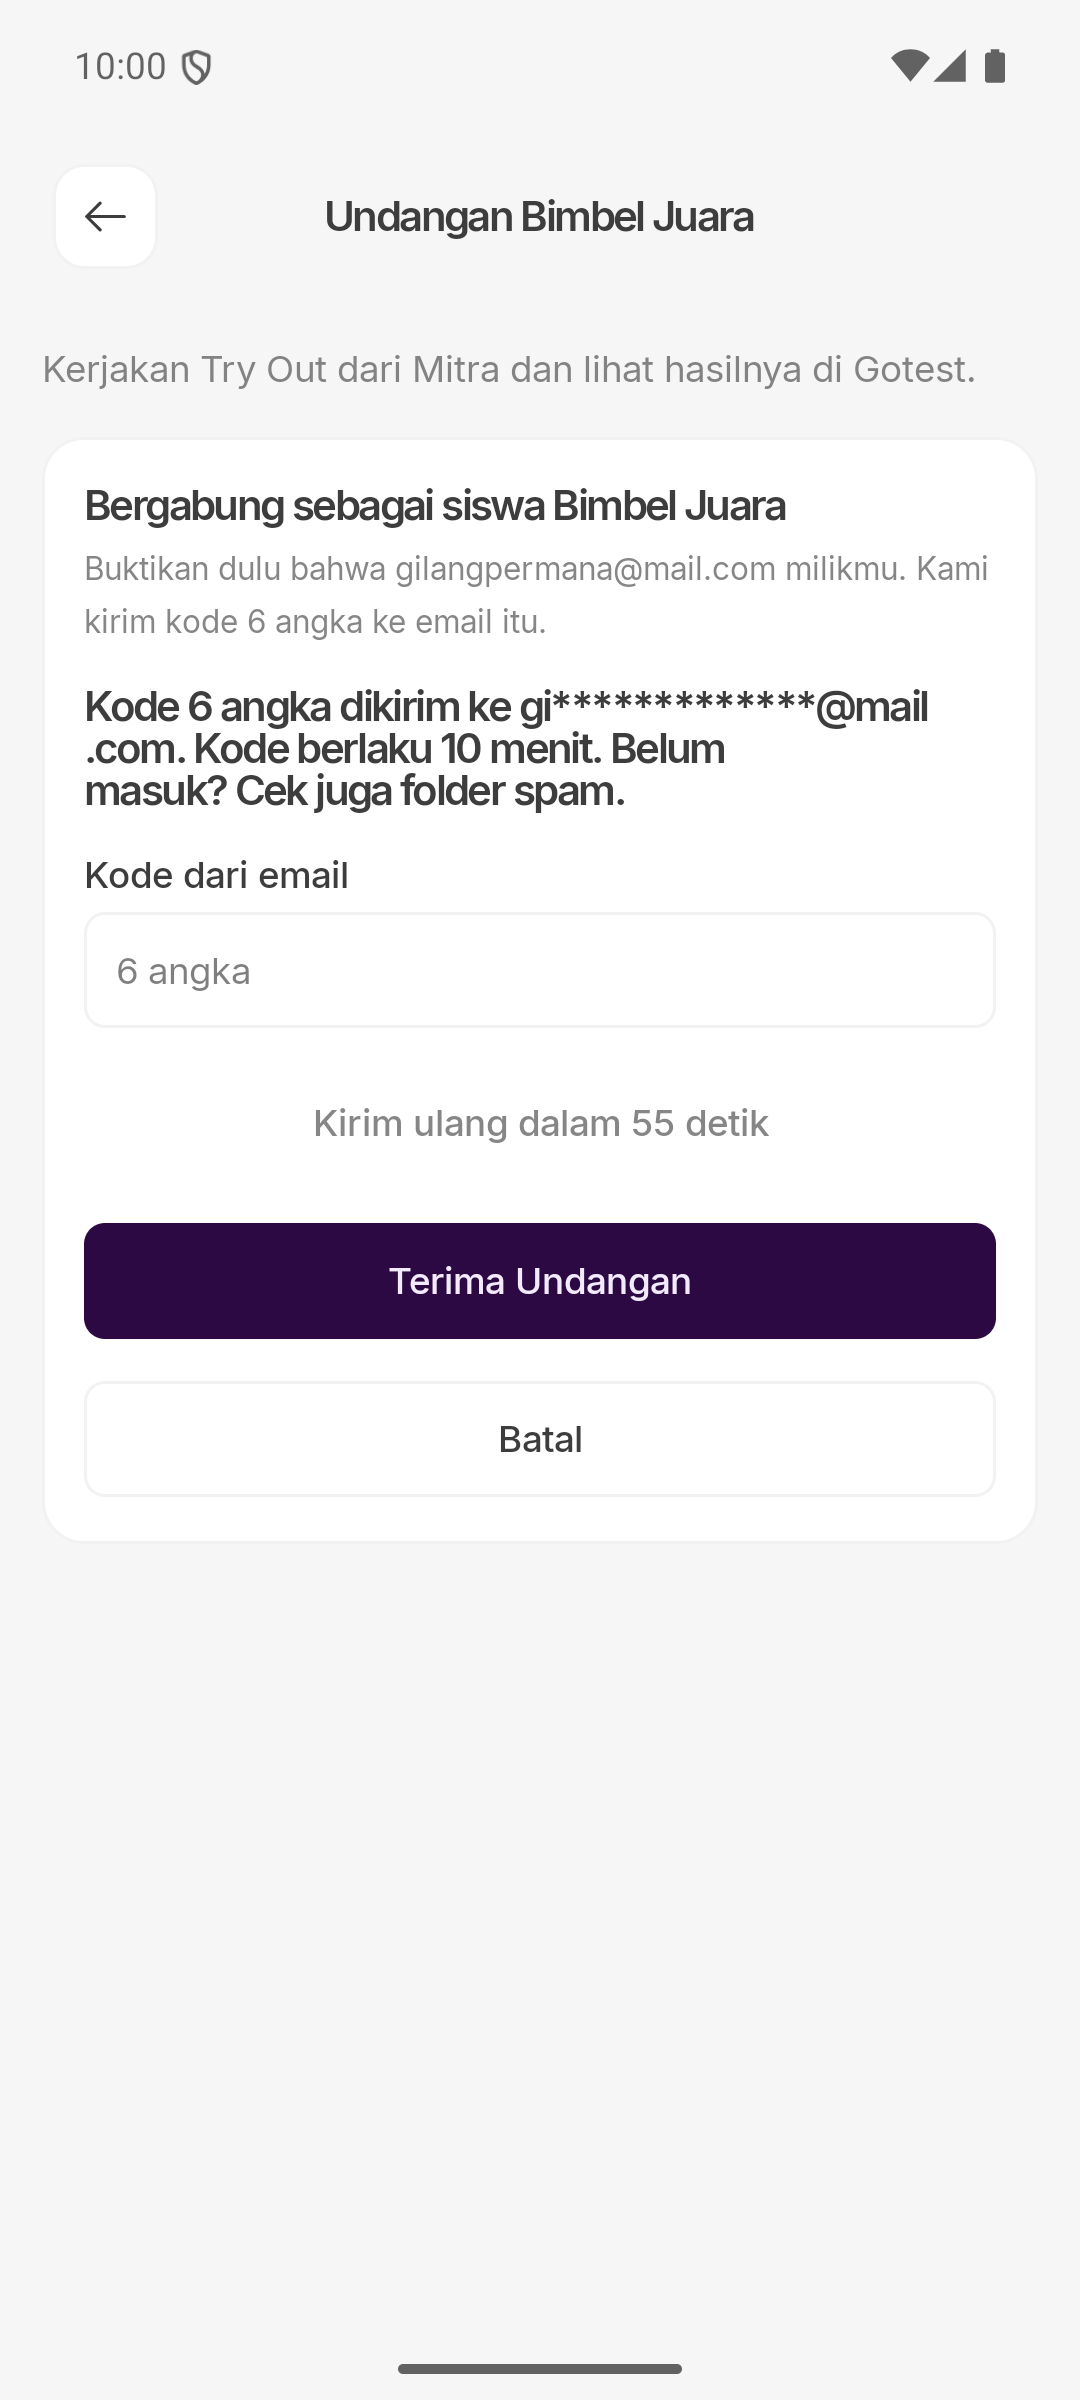 10:00
Undangan Bimbel Juara
Kerjakan Try Out dari Mitra dan lihat hasilnya di Gotest.
Bergabung sebagai siswa Bimbel Juara
Buktikan dulu bahwa gilangpermana@mail.com milikmu. Kami
kirim kode 6 angka ke email itu.
Kode 6 angka dikirim ke gi*************@mail
.com. Kode berlaku 10 menit. Belum
masuk? Cek juga folder spam.
Kode dari email
6 angka
Kirim ulang dalam 55 detik
Terima Undangan
Batal